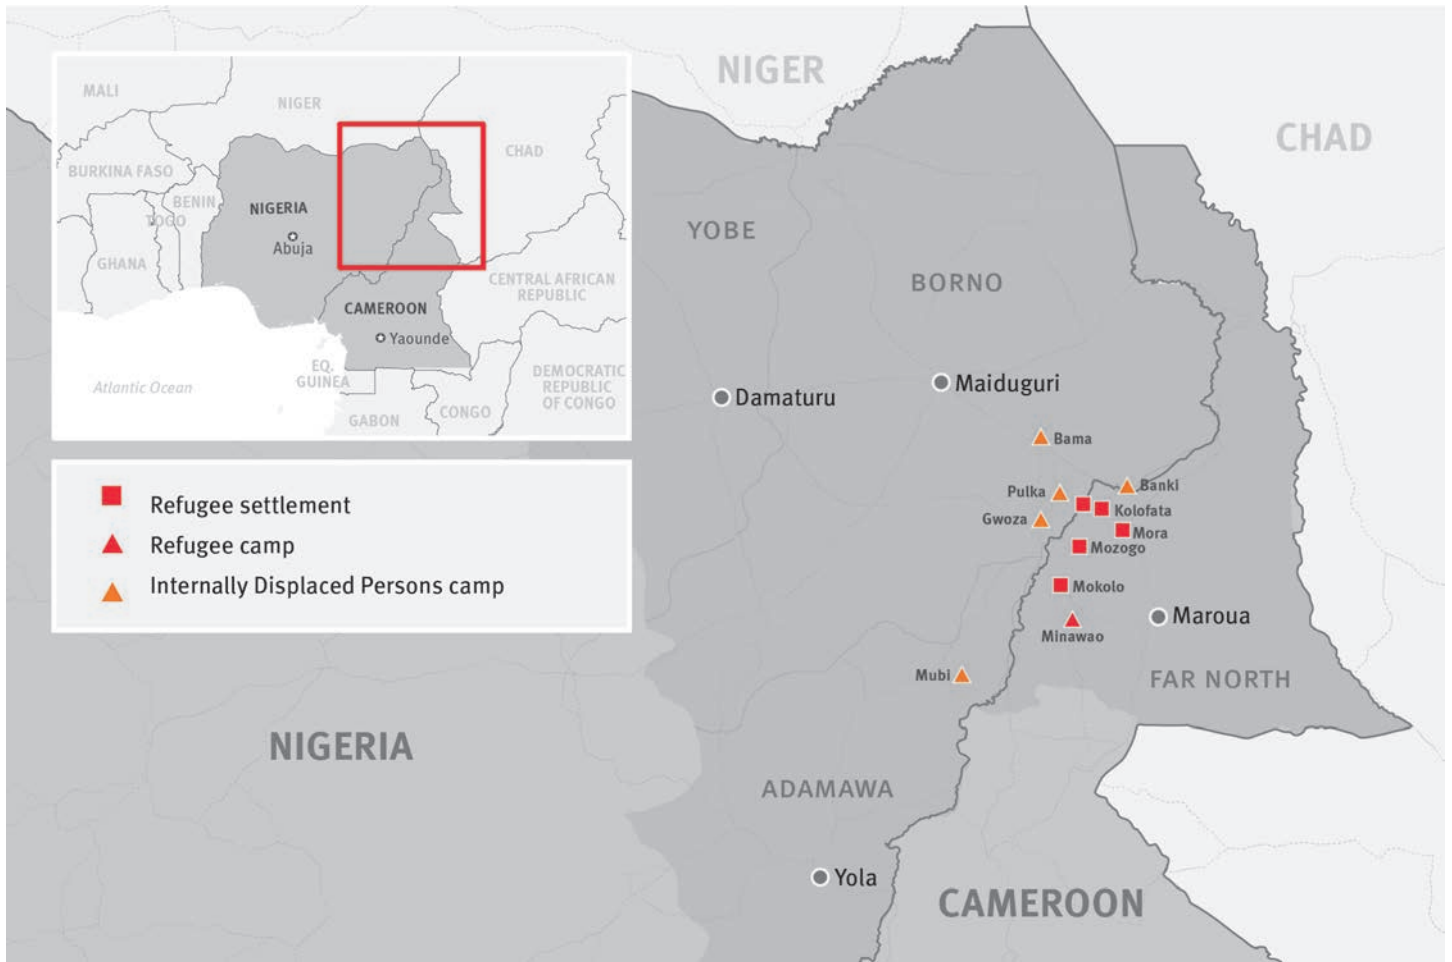 MALI
NIGER
CHAD
BURKINA FASO
BENIN
TOGO
NIGERIA
Abuja
GHANA
CENTRAL AFRICAN
REPUBLIC
CAMEROON
Yaounde
EQ.
GUINEA
Atlantic Ocean
DEMOCRATIC
REPUBLIC
OF CONGO
CONGO
GABON
Refugee settlement
Refugee camp
Internally Displaced Persons camp
NIGER
CHAD
YOBE
BORNO
Maiduguri
Damaturu
Bama
Banki
Pulka
Kolofata
Gwoza
Mora
Mozogo
Mokolo
Maroua
Minawao
Mubi
FAR NORTH
NIGERIA
ADAMAWA
Yola
CAMEROON